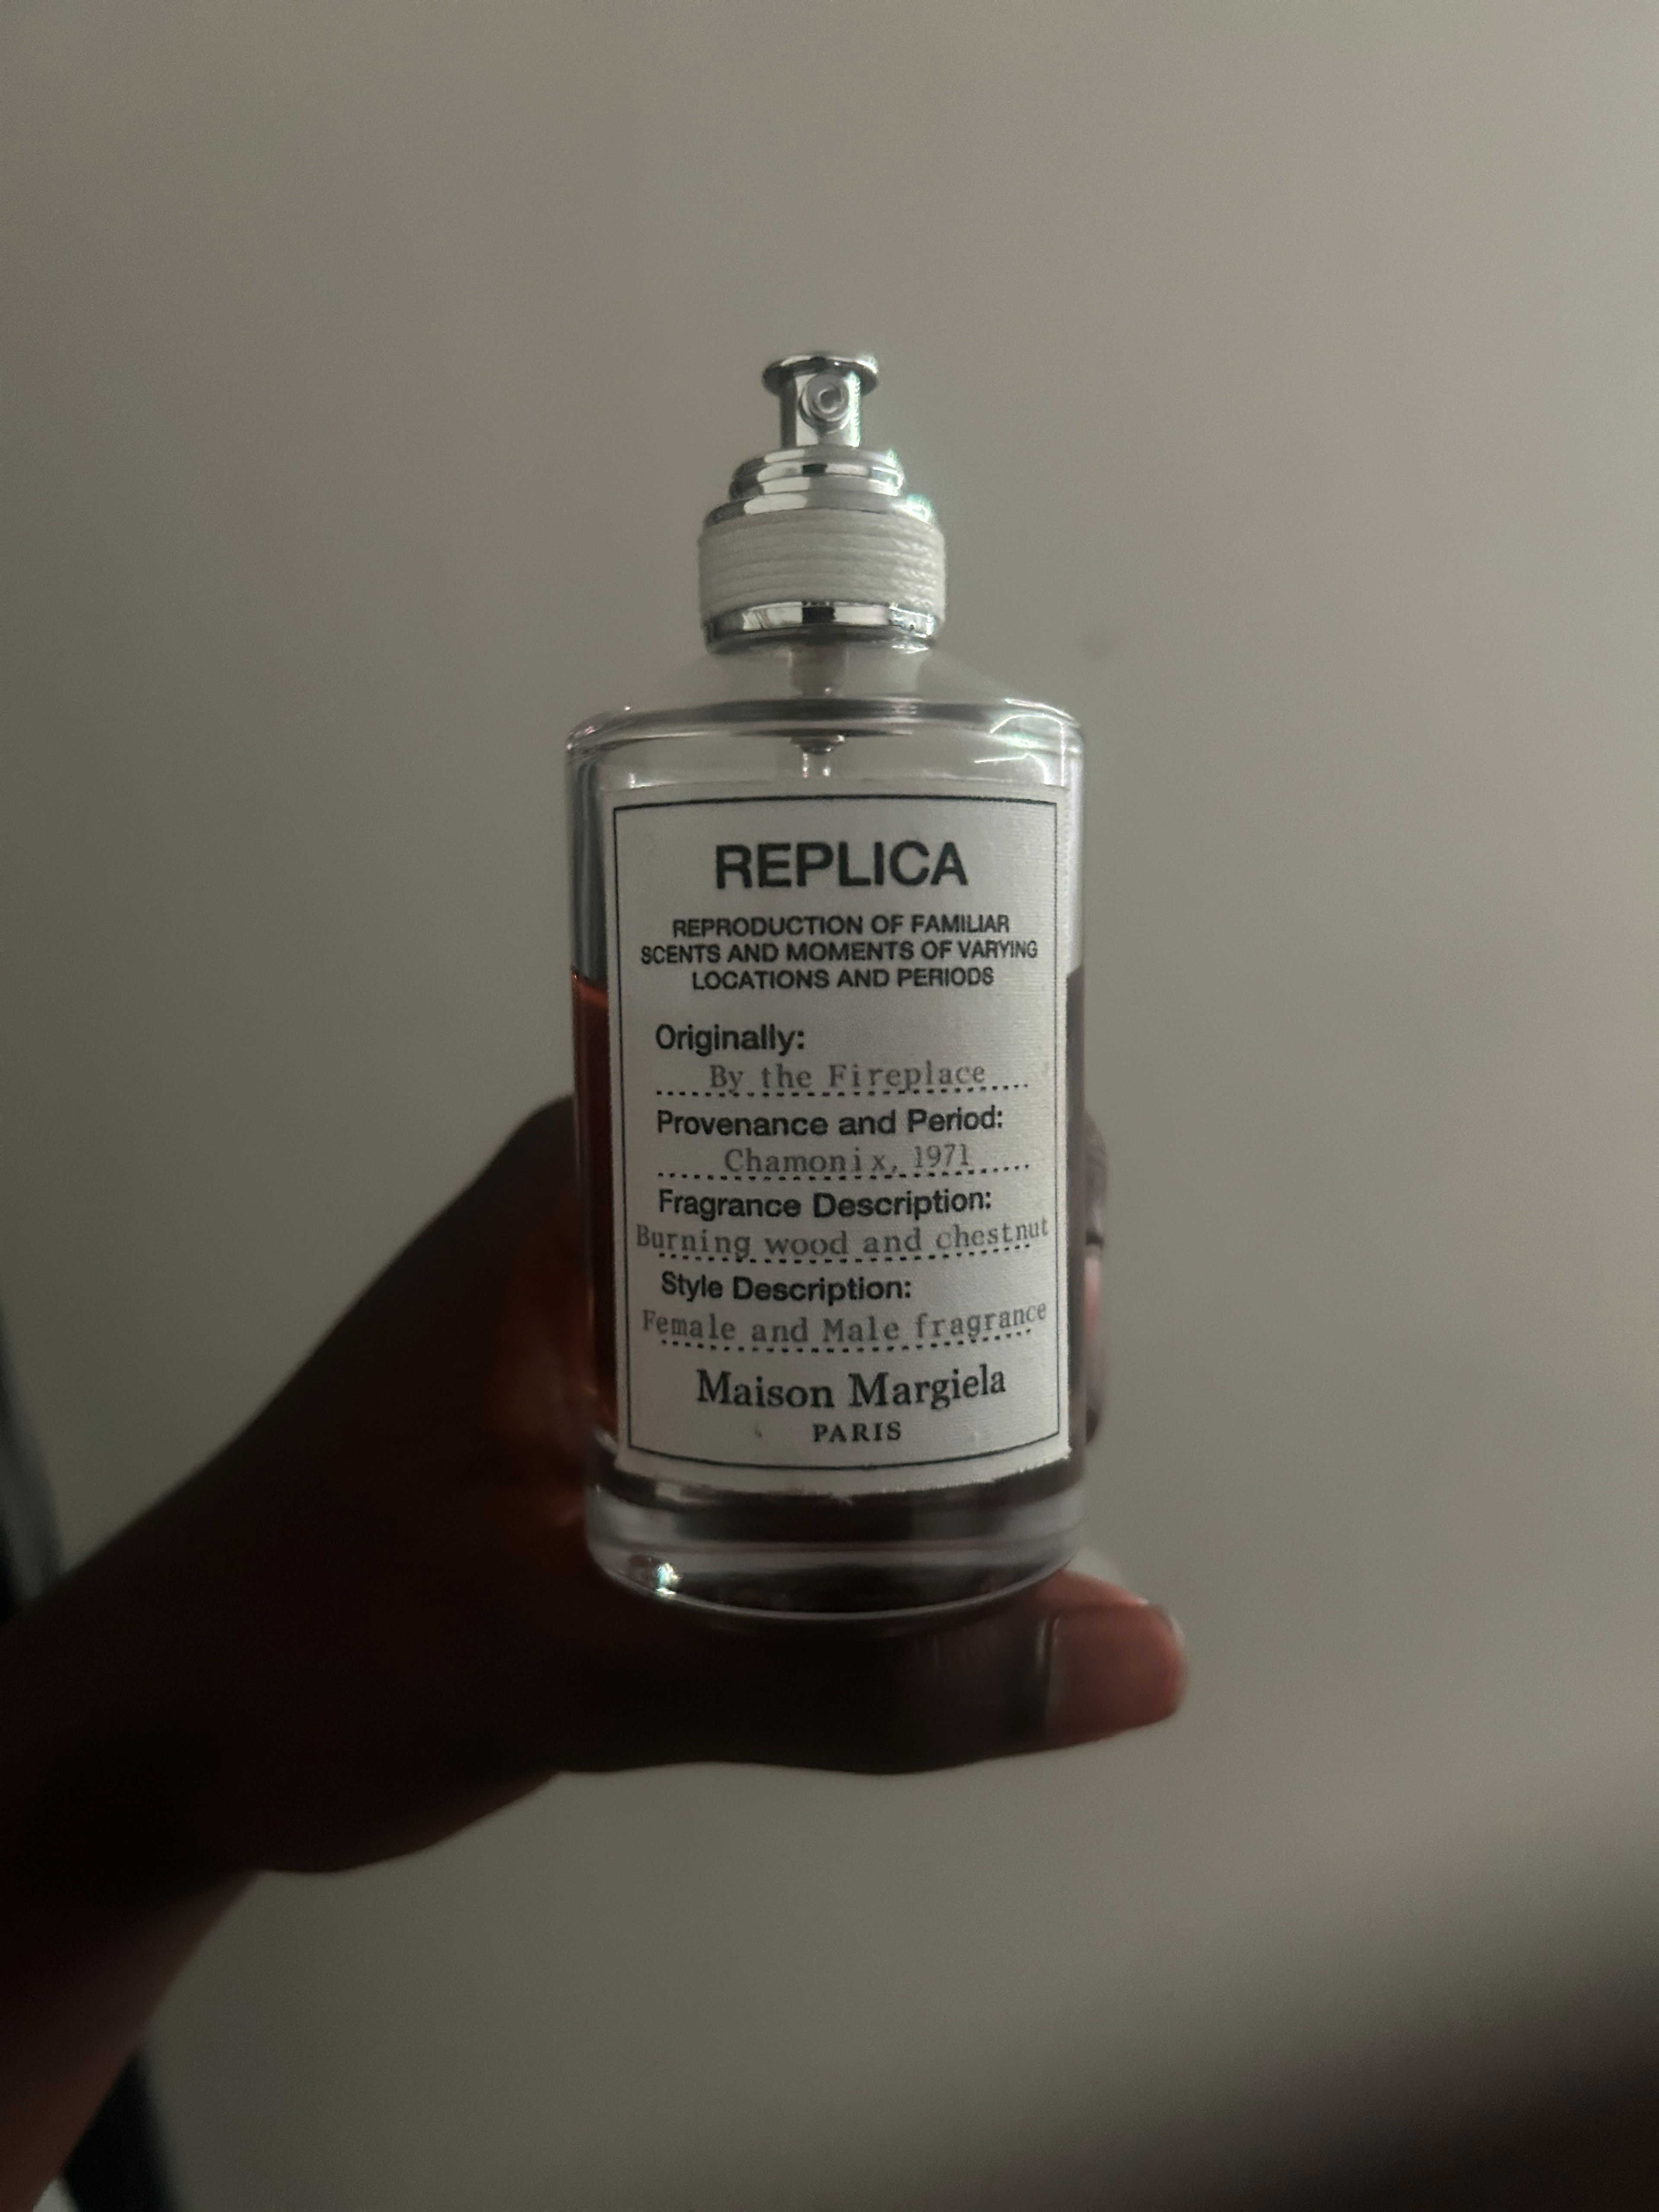 REPLICA
REPRODUCTION OF FAMILIAR
SCENTS AND MOMENTS OF VARYING
LOCATIONS AND PERIODS
Originally:
By the Fireplace
Provenance and Period:
Chamonix, 1971
Fragrance Description:
Burning wood and chestnut
Style Description:
Female and Male fragrance
Maison Margiela
PARIS